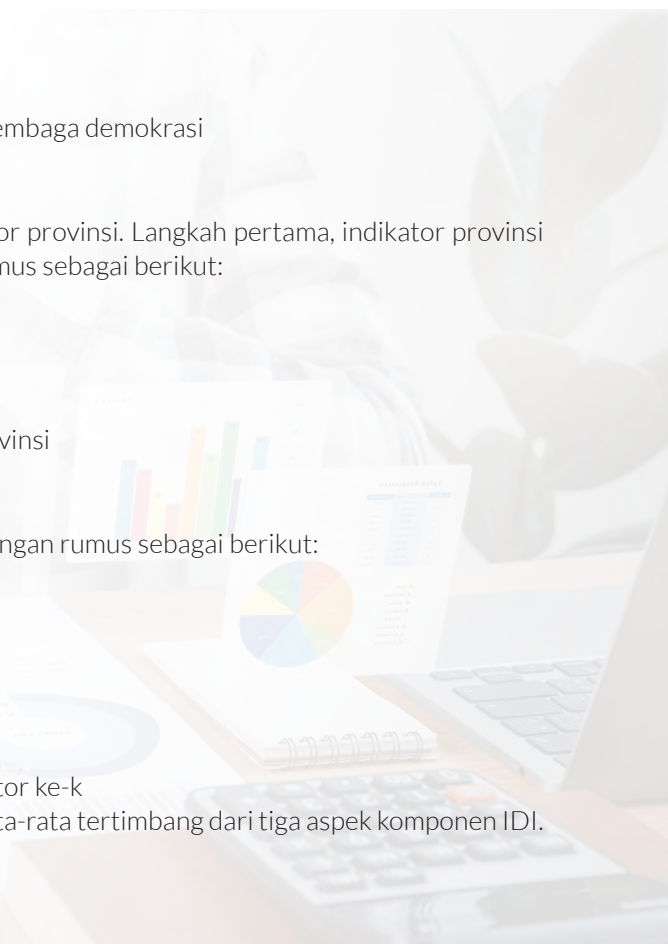 embaga demokrasi
or provinsi. Langkah pertama, indikator provinsi
mus sebagai berikut:
vinsi
ngan rumus sebagai berikut:
tor ke-k
ta-rata tertimbang dari tiga aspek komponen IDI.